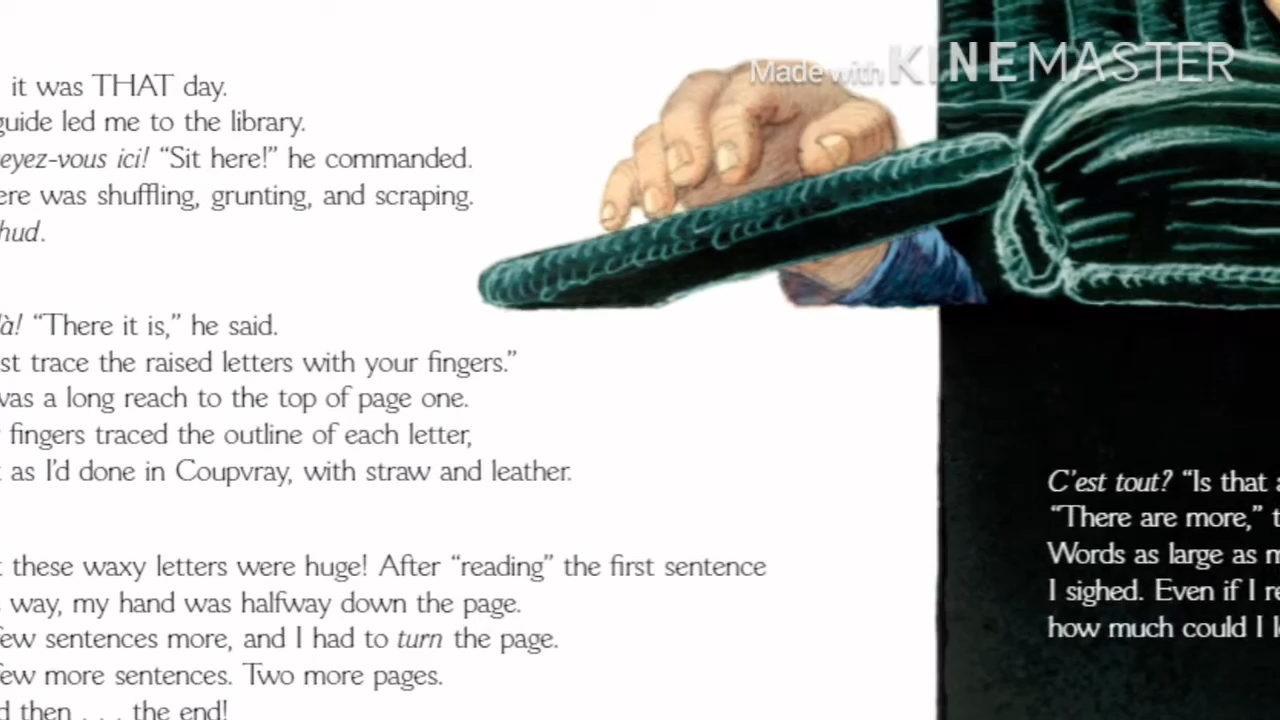 Made with KINEMASTER
it was THAT day.
guide led me to the library.
eyez-vous ici! “Sit here!” he commanded.
ere was shuffling, grunting, and scraping.
hud.
là! “There it is,” he said.
st trace the raised letters with your fingers.”
was a long reach to the top of page one.
fingers traced the outline of each letter,
as I’d done in Coupvray, with straw and leather.
these waxy letters were huge! After “reading” the first sentence
way, my hand was halfway down the page.
few sentences more, and I had to turn the page.
few more sentences. Two more pages.
d then . . . the end!
C’est tout? “Is that a
“There are more,” t
Words as large as m
I sighed. Even if I re
how much could I l